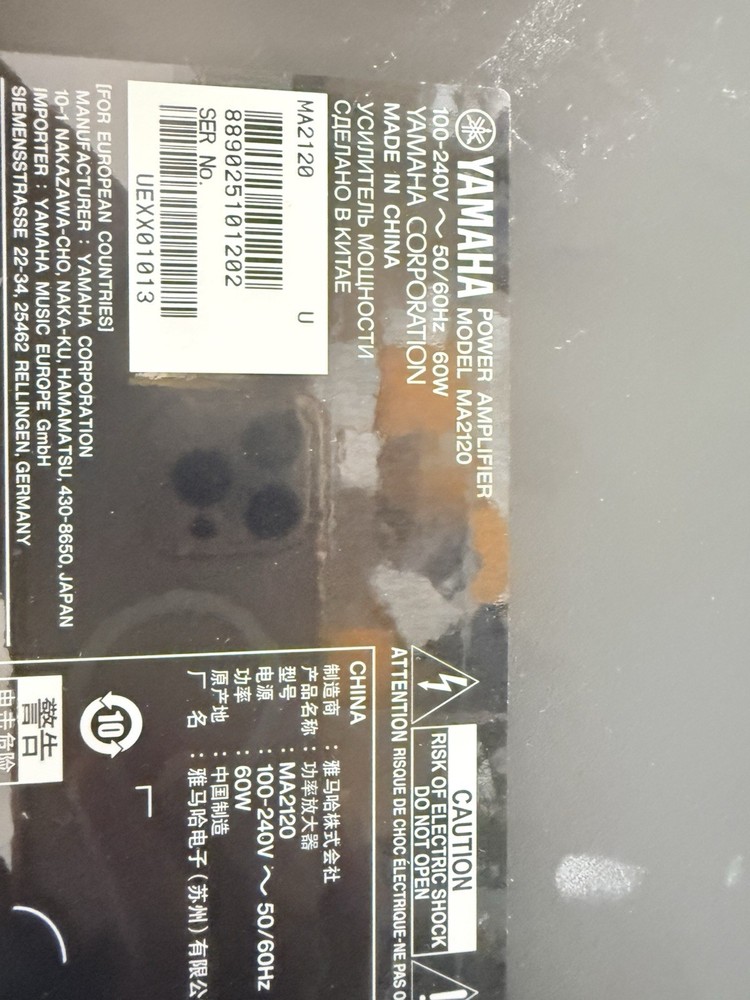 YAMAHA POWER AMPLIFIER
MODEL MA2120
100-240V ～ 50/60Hz 60W
YAMAHA CORPORATION
MADE IN CHINA
УСИЛИТЕЛЬ МОЩНОСТИ
СДЕЛАНО В КИТАЕ
MA2120 U
889025101202
SER No.
UEXX01013
[FOR EUROPEAN COUNTRIES]
MANUFACTURER : YAMAHA CORPORATION
10-1 NAKAZAWA-CHO, NAKA-KU, HAMAMATSU, 430-8650, JAPAN
IMPORTER : YAMAHA MUSIC EUROPE GmbH
SIEMENSSTRASSE 22-34, 25462 RELLINGEN, GERMANY
CAUTION
RISK OF ELECTRIC SHOCK
DO NOT OPEN
ATTENTION RISQUE DE CHOC ÉLECTRIQUE-NE PAS
CHINA
制造商 : 雅马哈株式会社
产品名称 : 功率放大器
型号 : MA2120
电源 : 100-240V ～ 50/60Hz
功率 : 60W
原产地 : 中国制造
厂 名 : 雅马哈电子（苏州）有限公
10
警告
电击危险